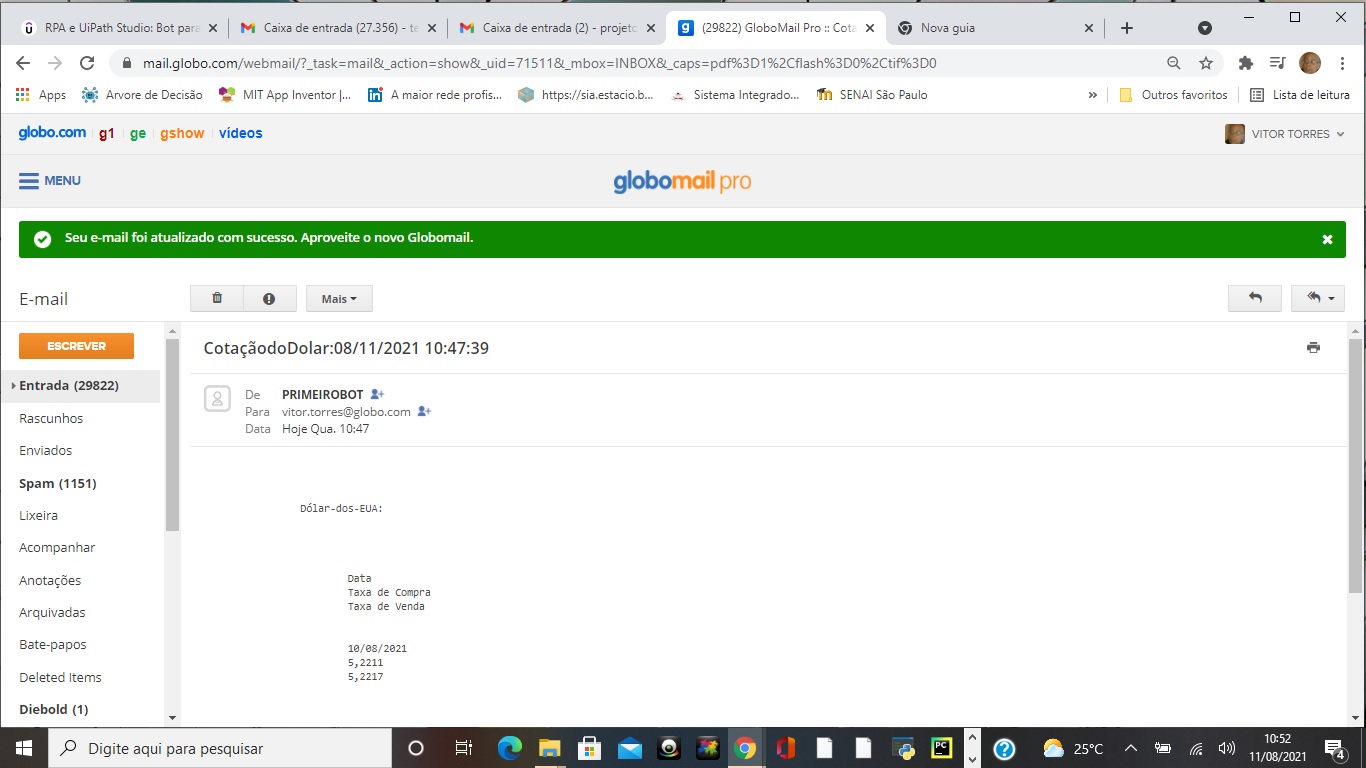 RPA e UiPath Studio: Bot para
Caixa de entrada (27.356) - te
Caixa de entrada (2) - projeto
(29822) GloboMail Pro :: Cota
Nova guia
mail.globo.com/webmail/?_task=mail&_action=show&_uid=71511&_mbox=INBOX&_caps=pdf%3D1%2Cflash%3D0%2Ctif%3D0
Apps
Arvore de Decisão
MIT App Inventor |...
A maior rede profis...
https://sia.estacio.b...
Sistema Integrado...
SENAI São Paulo
»
Outros favoritos
Lista de leitura
globo.com g1 ge gshow vídeos
VITOR TORRES
MENU
globomail pro
Seu e-mail foi atualizado com sucesso. Aproveite o novo Globomail.
E-mail
Mais
ESCREVER
Entrada (29822)
Rascunhos
Enviados
Spam (1151)
Lixeira
Acompanhar
Anotações
Arquivadas
Bate-papos
Deleted Items
Diebold (1)
CotaçãodoDolar:08/11/2021 10:47:39
De PRIMEIROBOT
Para vitor.torres@globo.com
Data Hoje Qua. 10:47
Dólar-dos-EUA:
Data
Taxa de Compra
Taxa de Venda
10/08/2021
5,2211
5,2217
Digite aqui para pesquisar
25°C
10:52
11/08/2021
4